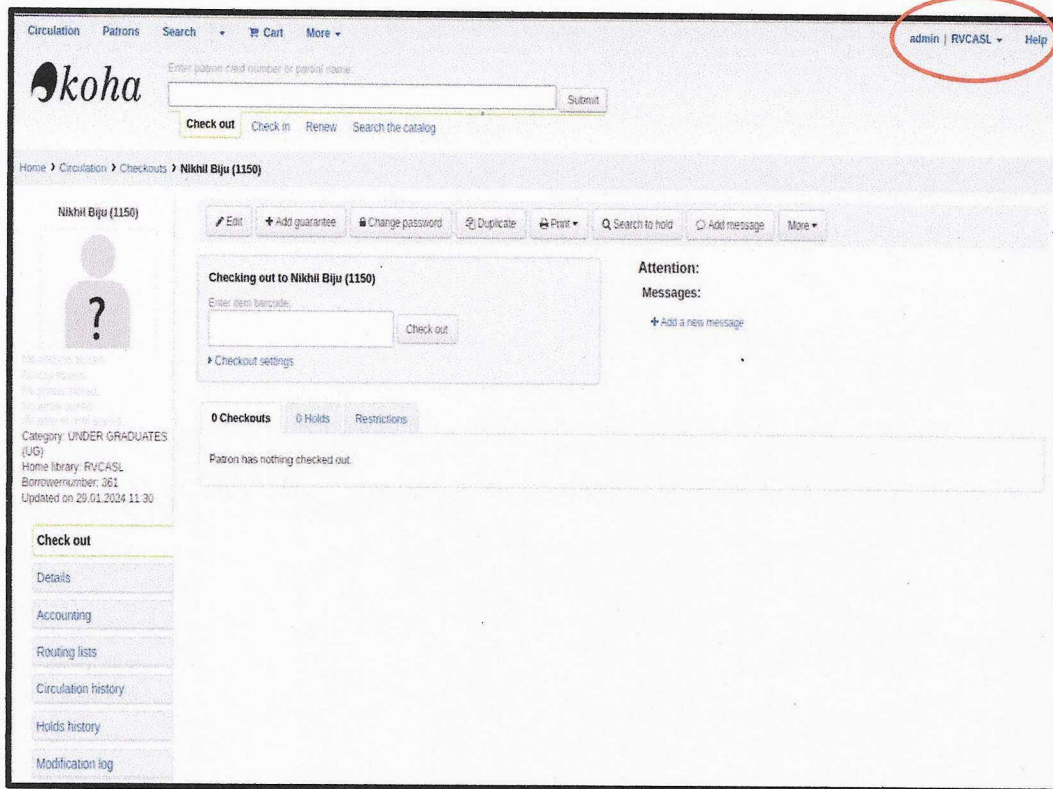 Circulation Patrons Search Cart More admin | RVCASL Help
koha
Enter patron card number or partial name:
Submit
Check out Check in Renew Search the catalog
Home > Circulation > Checkouts > Nikhil Biju (1150)
Nikhil Biju (1150)
Edit + Add guarantee Change password Duplicate Print Search to hold Add message More
?
Checking out to Nikhil Biju (1150)
Enter item barcode:
Check out
Checkout settings
Attention:
Messages:
+ Add a new message
0 Checkouts 0 Holds Restrictions
Patron has nothing checked out.
Category: UNDER GRADUATES
(UG)
Home library: RVCASL
Borrowernumber: 361
Updated on 29.01.2024 11:30
Check out
Details
Accounting
Routing lists
Circulation history
Holds history
Modification log